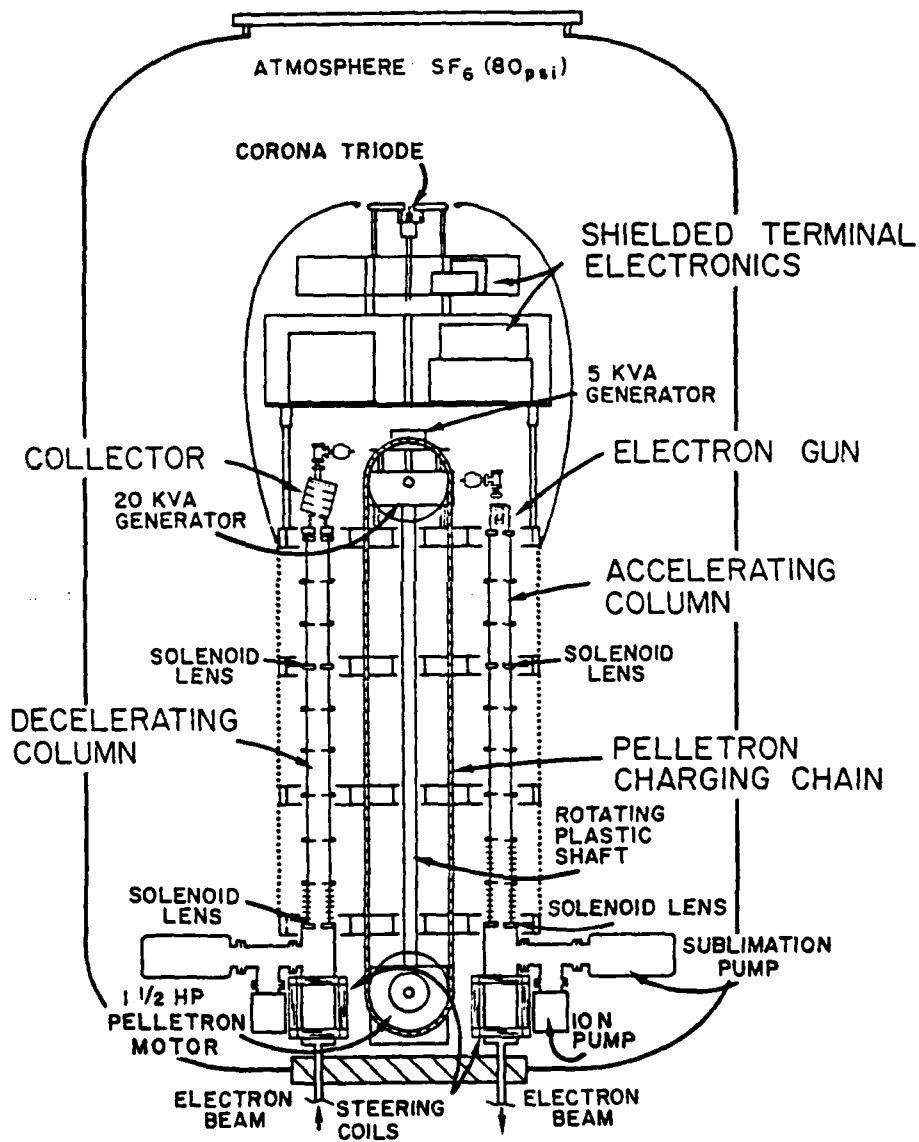 ATMOSPHERE SF6 (80psi)
CORONA TRIODE
SHIELDED TERMINAL
ELECTRONICS
5 KVA
GENERATOR
COLLECTOR
ELECTRON GUN
20 KVA
GENERATOR
ACCELERATING
COLUMN
SOLENOID
LENS
SOLENOID
LENS
DECELERATING
COLUMN
PELLETRON
CHARGING CHAIN
ROTATING
PLASTIC
SHAFT
SOLENOID
LENS
SOLENOID LENS
SUBLIMATION
PUMP
1 1/2 HP
PELLETRON
MOTOR
ION
PUMP
ELECTRON
BEAM
STEERING
COILS
ELECTRON
BEAM